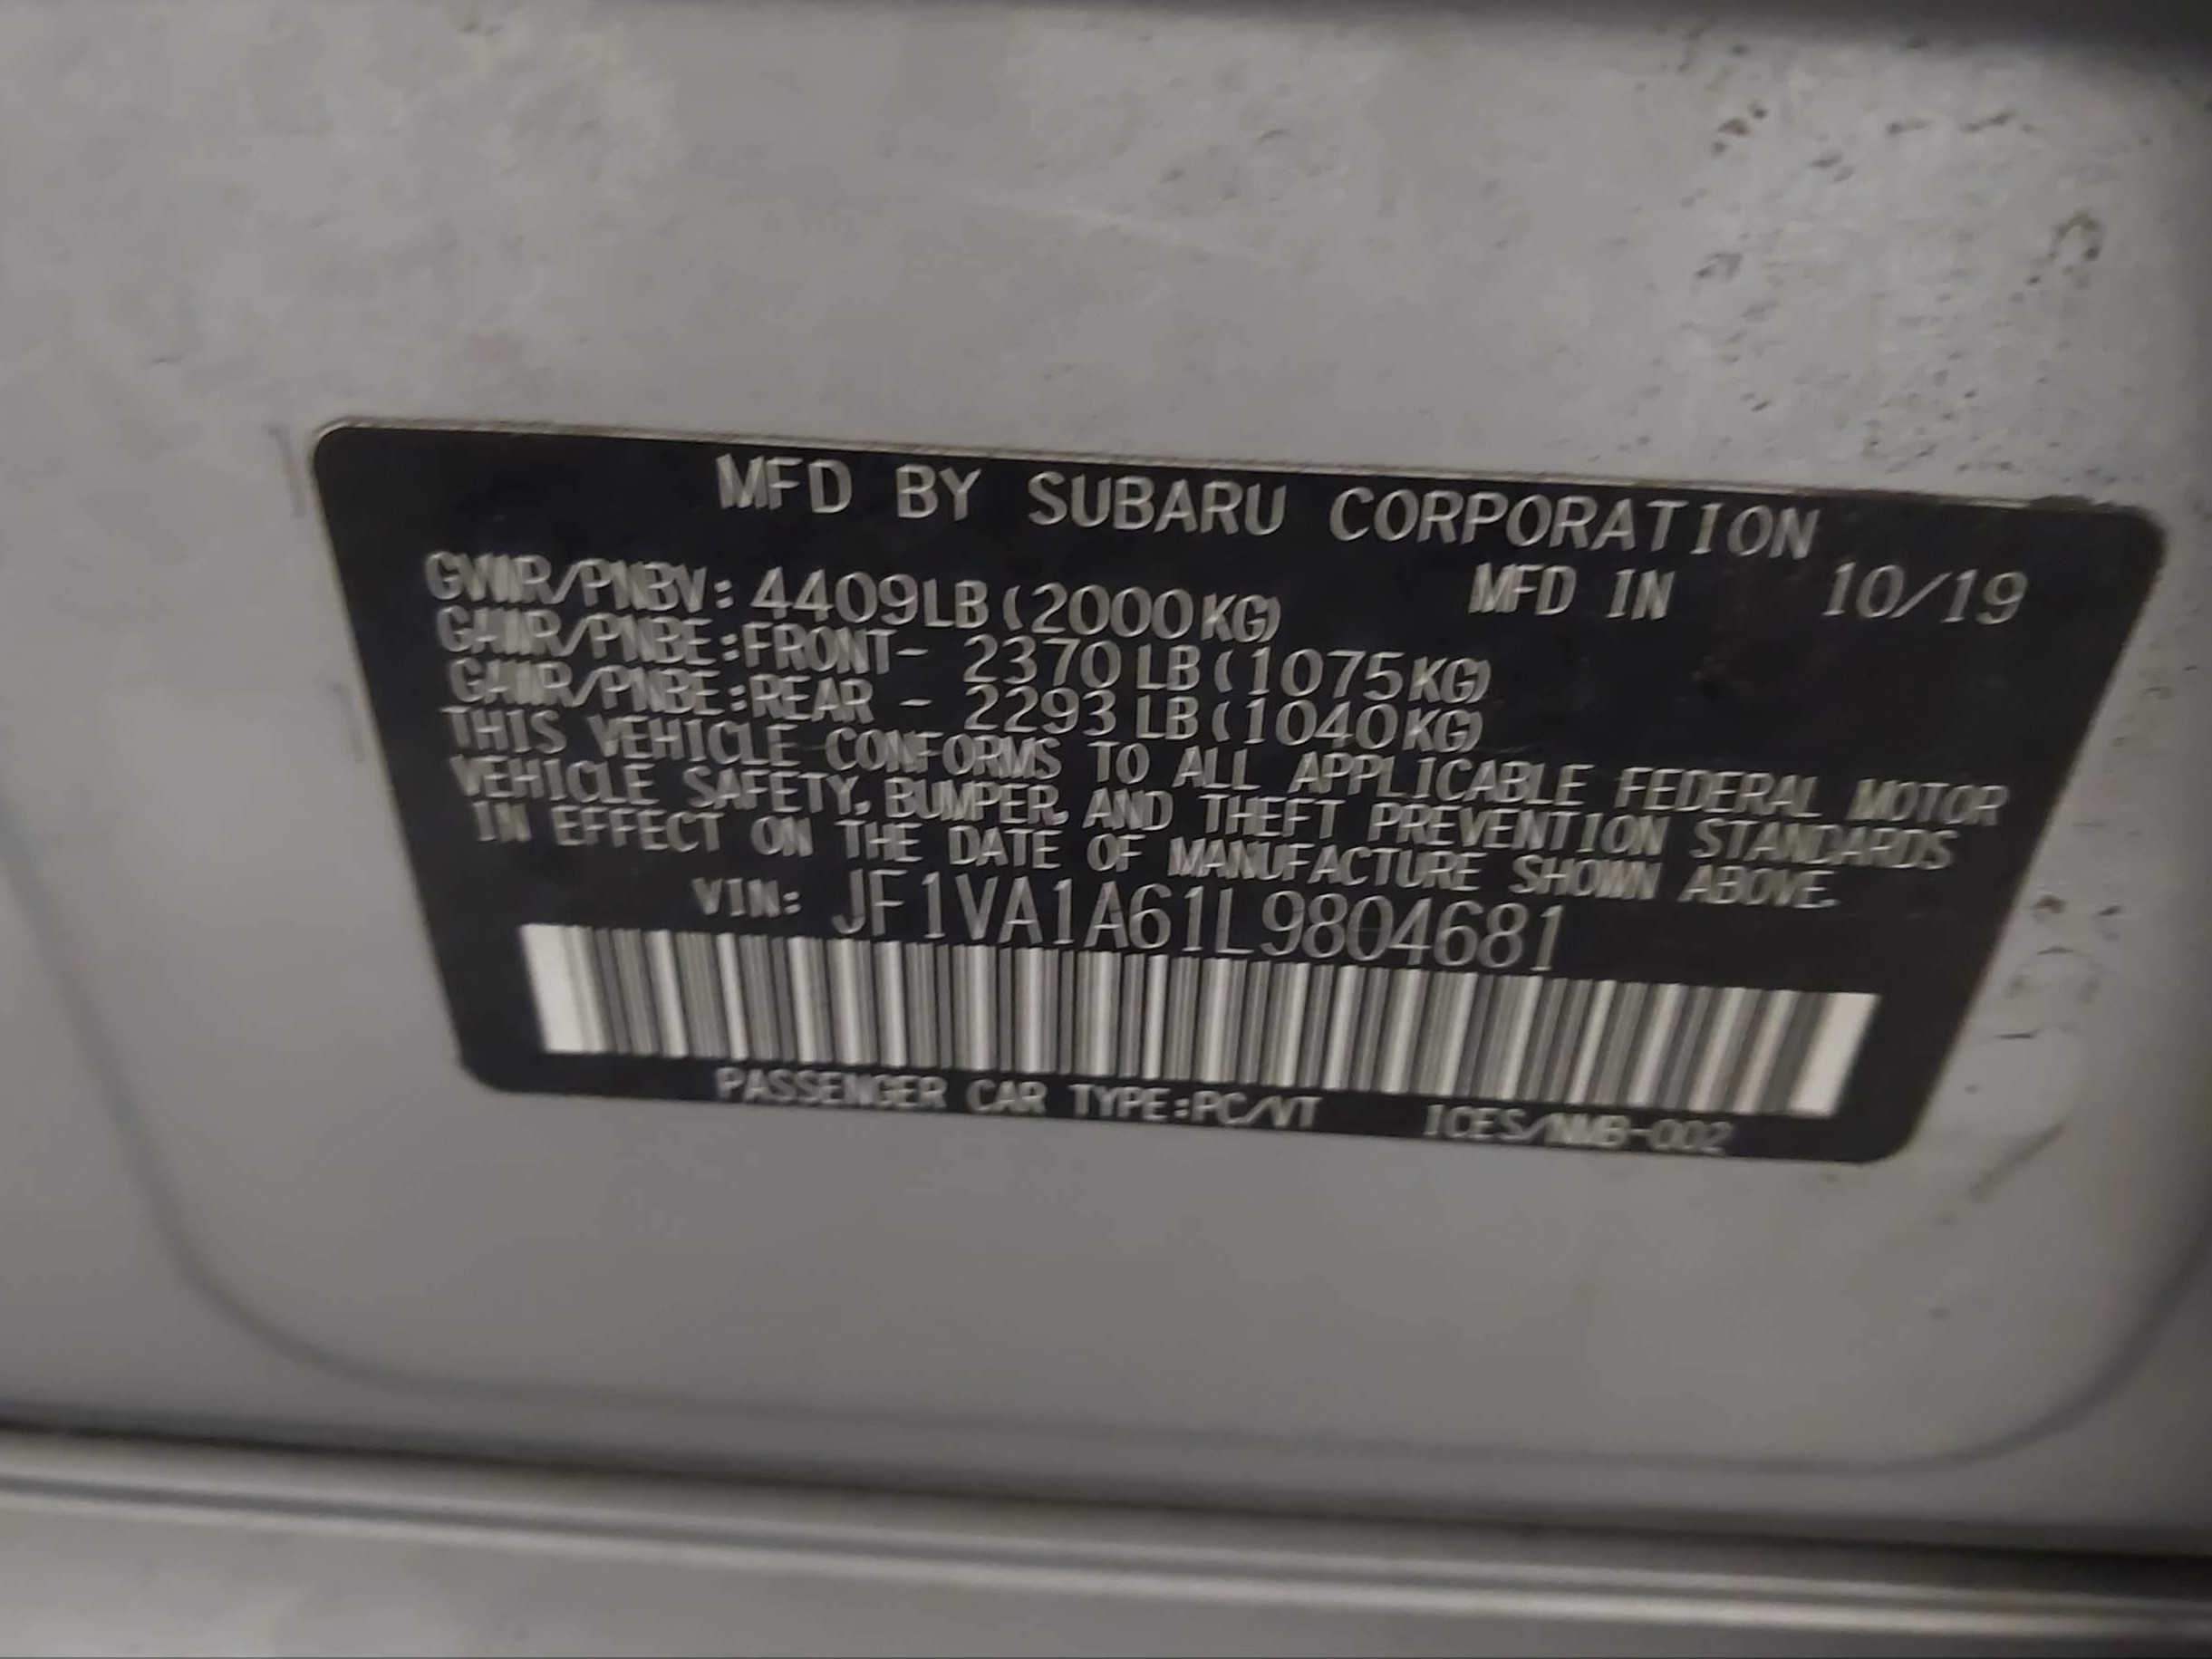 MFD BY SUBARU CORPORATION
GVWR/PNBV: 4409LB(2000KG) MFD IN 10/19
GAWR/PNBE:FRONT- 2370LB(1075KG)
GAWR/PNBE:REAR - 2293LB(1040KG)
THIS VEHICLE CONFORMS TO ALL APPLICABLE FEDERAL MOTOR
VEHICLE SAFETY, BUMPER, AND THEFT PREVENTION STANDARDS
IN EFFECT ON THE DATE OF MANUFACTURE SHOWN ABOVE.
VIN: JF1VA1A61L9804681
PASSENGER CAR TYPE:PC/VT ICES/NMB-002